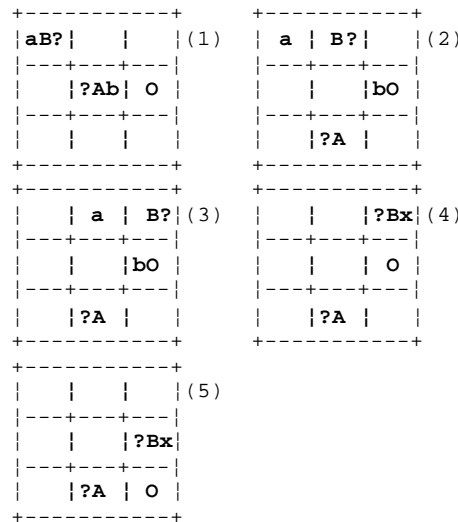 +-----------+ +-----------+
¦aB?¦   ¦   ¦(1) ¦ a ¦ B?¦   ¦(2)
¦---+---+---¦ ¦---+---+---¦
¦   ¦?Ab¦ O ¦ ¦   ¦   ¦bO ¦
¦---+---+---¦ ¦---+---+---¦
¦   ¦   ¦   ¦ ¦   ¦?A ¦   ¦
+-----------+ +-----------+
+-----------+ +-----------+
¦   ¦ a ¦ B?¦(3) ¦   ¦   ¦?Bx¦(4)
¦---+---+---¦ ¦---+---+---¦
¦   ¦   ¦bO ¦ ¦   ¦   ¦ O ¦
¦---+---+---¦ ¦---+---+---¦
¦   ¦?A ¦   ¦ ¦   ¦?A ¦   ¦
+-----------+ +-----------+
+-----------+
¦   ¦   ¦   ¦(5)
¦---+---+---¦
¦   ¦   ¦?Bx¦
¦---+---+---¦
¦   ¦?A ¦ O ¦
+-----------+